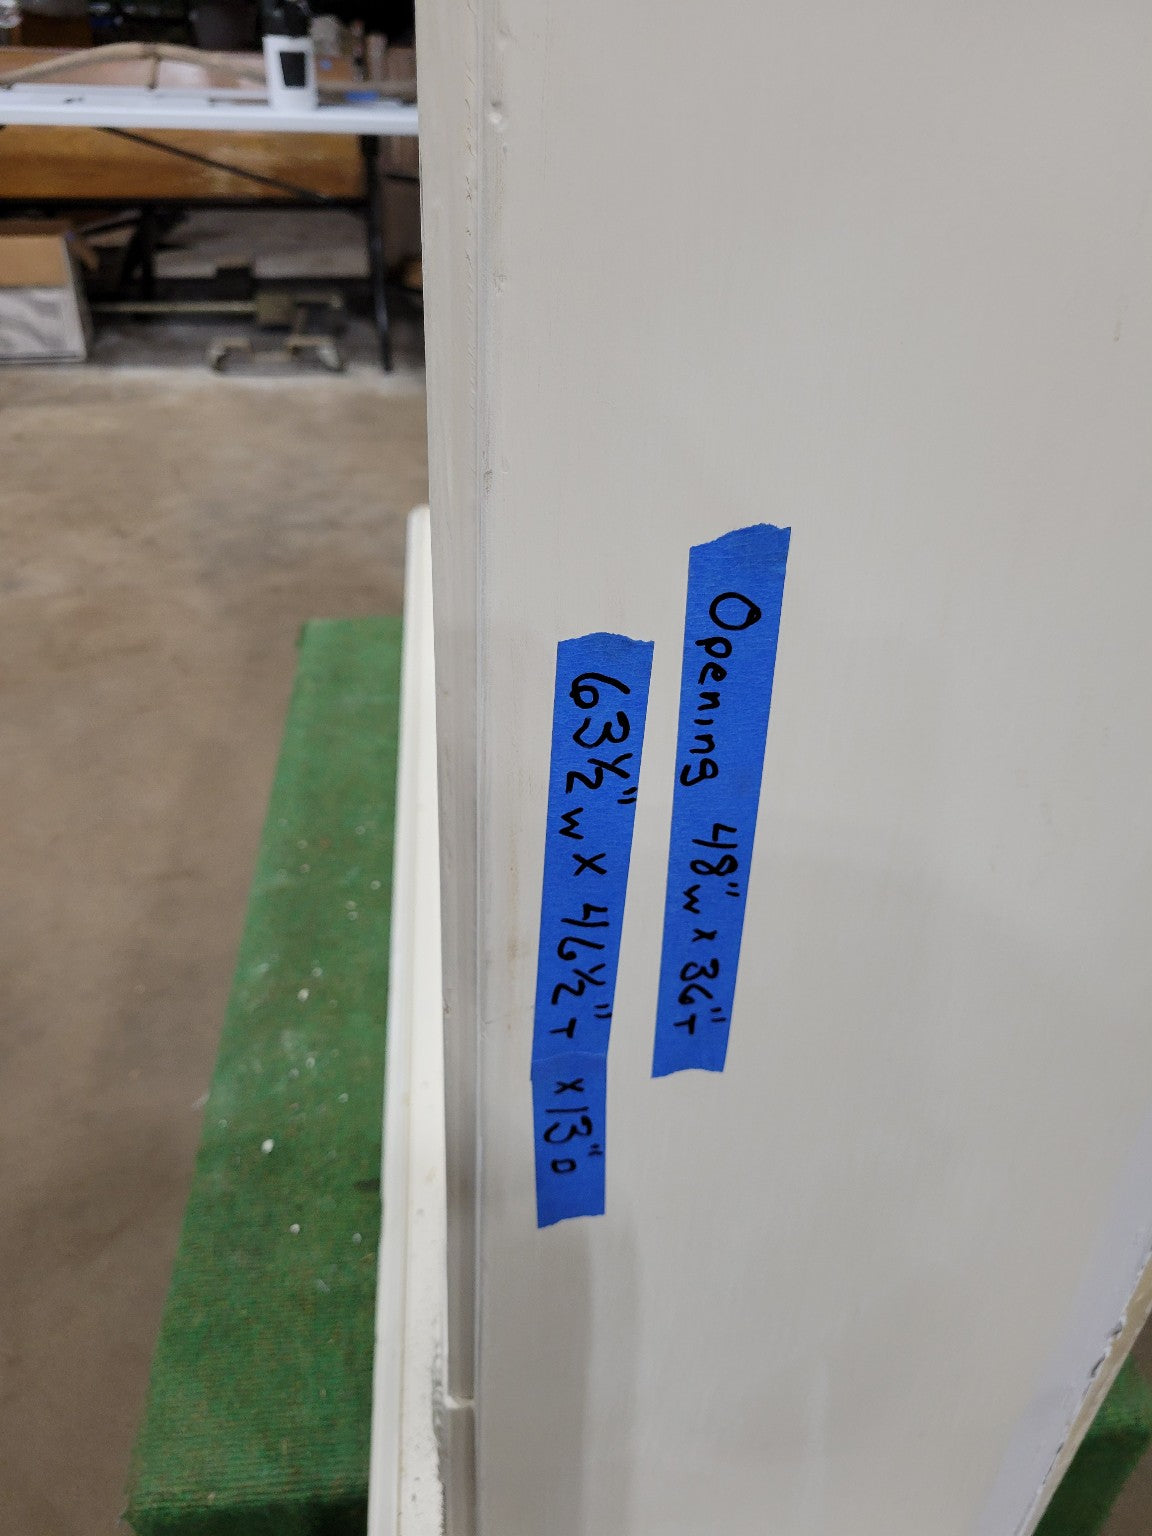 Opening 48"w x 36"T
63½"w x 46½"T x 13"D